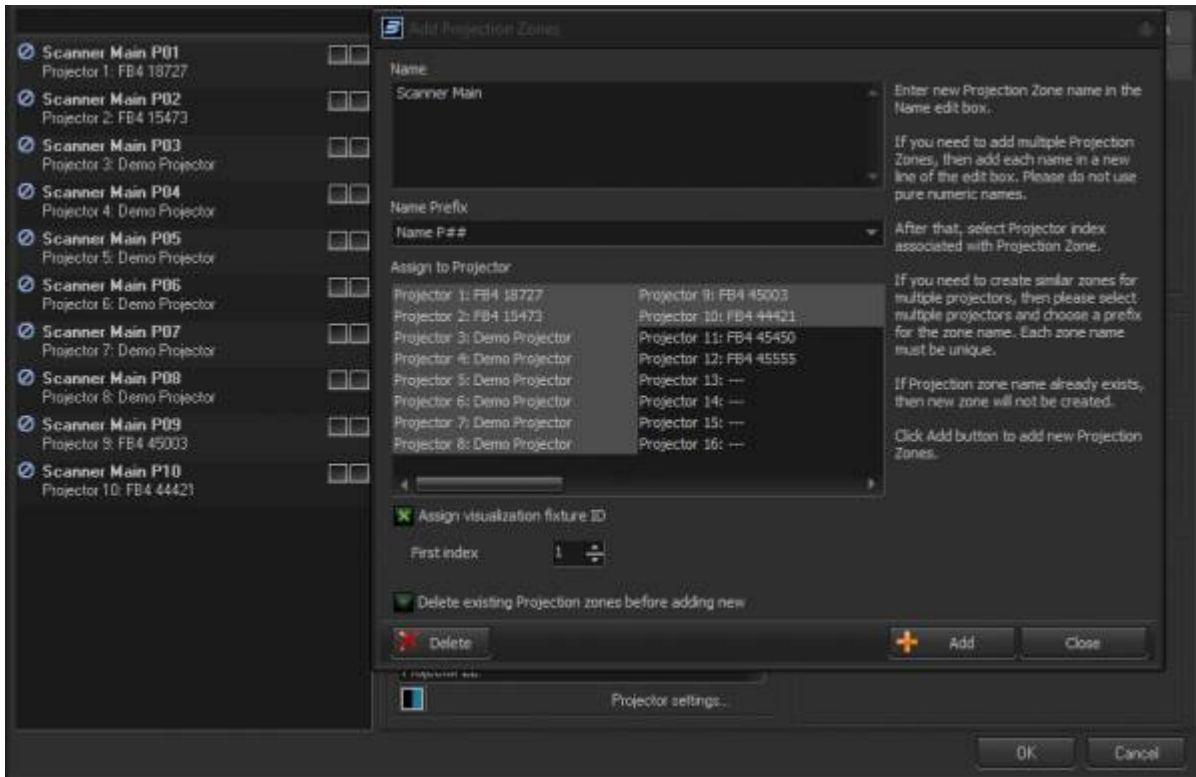 Scanner Main P01
Projector 1: FB4 18727
Scanner Main P02
Projector 2: FB4 15473
Scanner Main P03
Projector 3: Demo Projector
Scanner Main P04
Projector 4: Demo Projector
Scanner Main P05
Projector 5: Demo Projector
Scanner Main P06
Projector 6: Demo Projector
Scanner Main P07
Projector 7: Demo Projector
Scanner Main P08
Projector 8: Demo Projector
Scanner Main P09
Projector 9: FB4 45003
Scanner Main P10
Projector 10: FB4 44421
Add Projection Zones
Name
Scanner Main
Name Prefix
Name P##
Assign to Projector
Projector 1: FB4 18727
Projector 2: FB4 15473
Projector 3: Demo Projector
Projector 4: Demo Projector
Projector 5: Demo Projector
Projector 6: Demo Projector
Projector 7: Demo Projector
Projector 8: Demo Projector
Projector 9: FB4 45003
Projector 10: FB4 44421
Projector 11: FB4 45450
Projector 12: FB4 45555
Projector 13: ---
Projector 14: ---
Projector 15: ---
Projector 16: ---
Assign visualization fixture ID
First index 1
Delete existing Projection zones before adding new
Delete
Add
Close
Enter new Projection Zone name in the
Name edit box.
If you need to add multiple Projection
Zones, then add each name in a new
line of the edit box. Please do not use
pure numeric names.
After that, select Projector index
associated with Projection Zone.
If you need to create similar zones for
multiple projectors, then please select
multiple projectors and choose a prefix
for the zone name. Each zone name
must be unique.
If Projection zone name already exists,
then new zone will not be created.
Click Add button to add new Projection
Zones.
Projector settings...
OK
Cancel